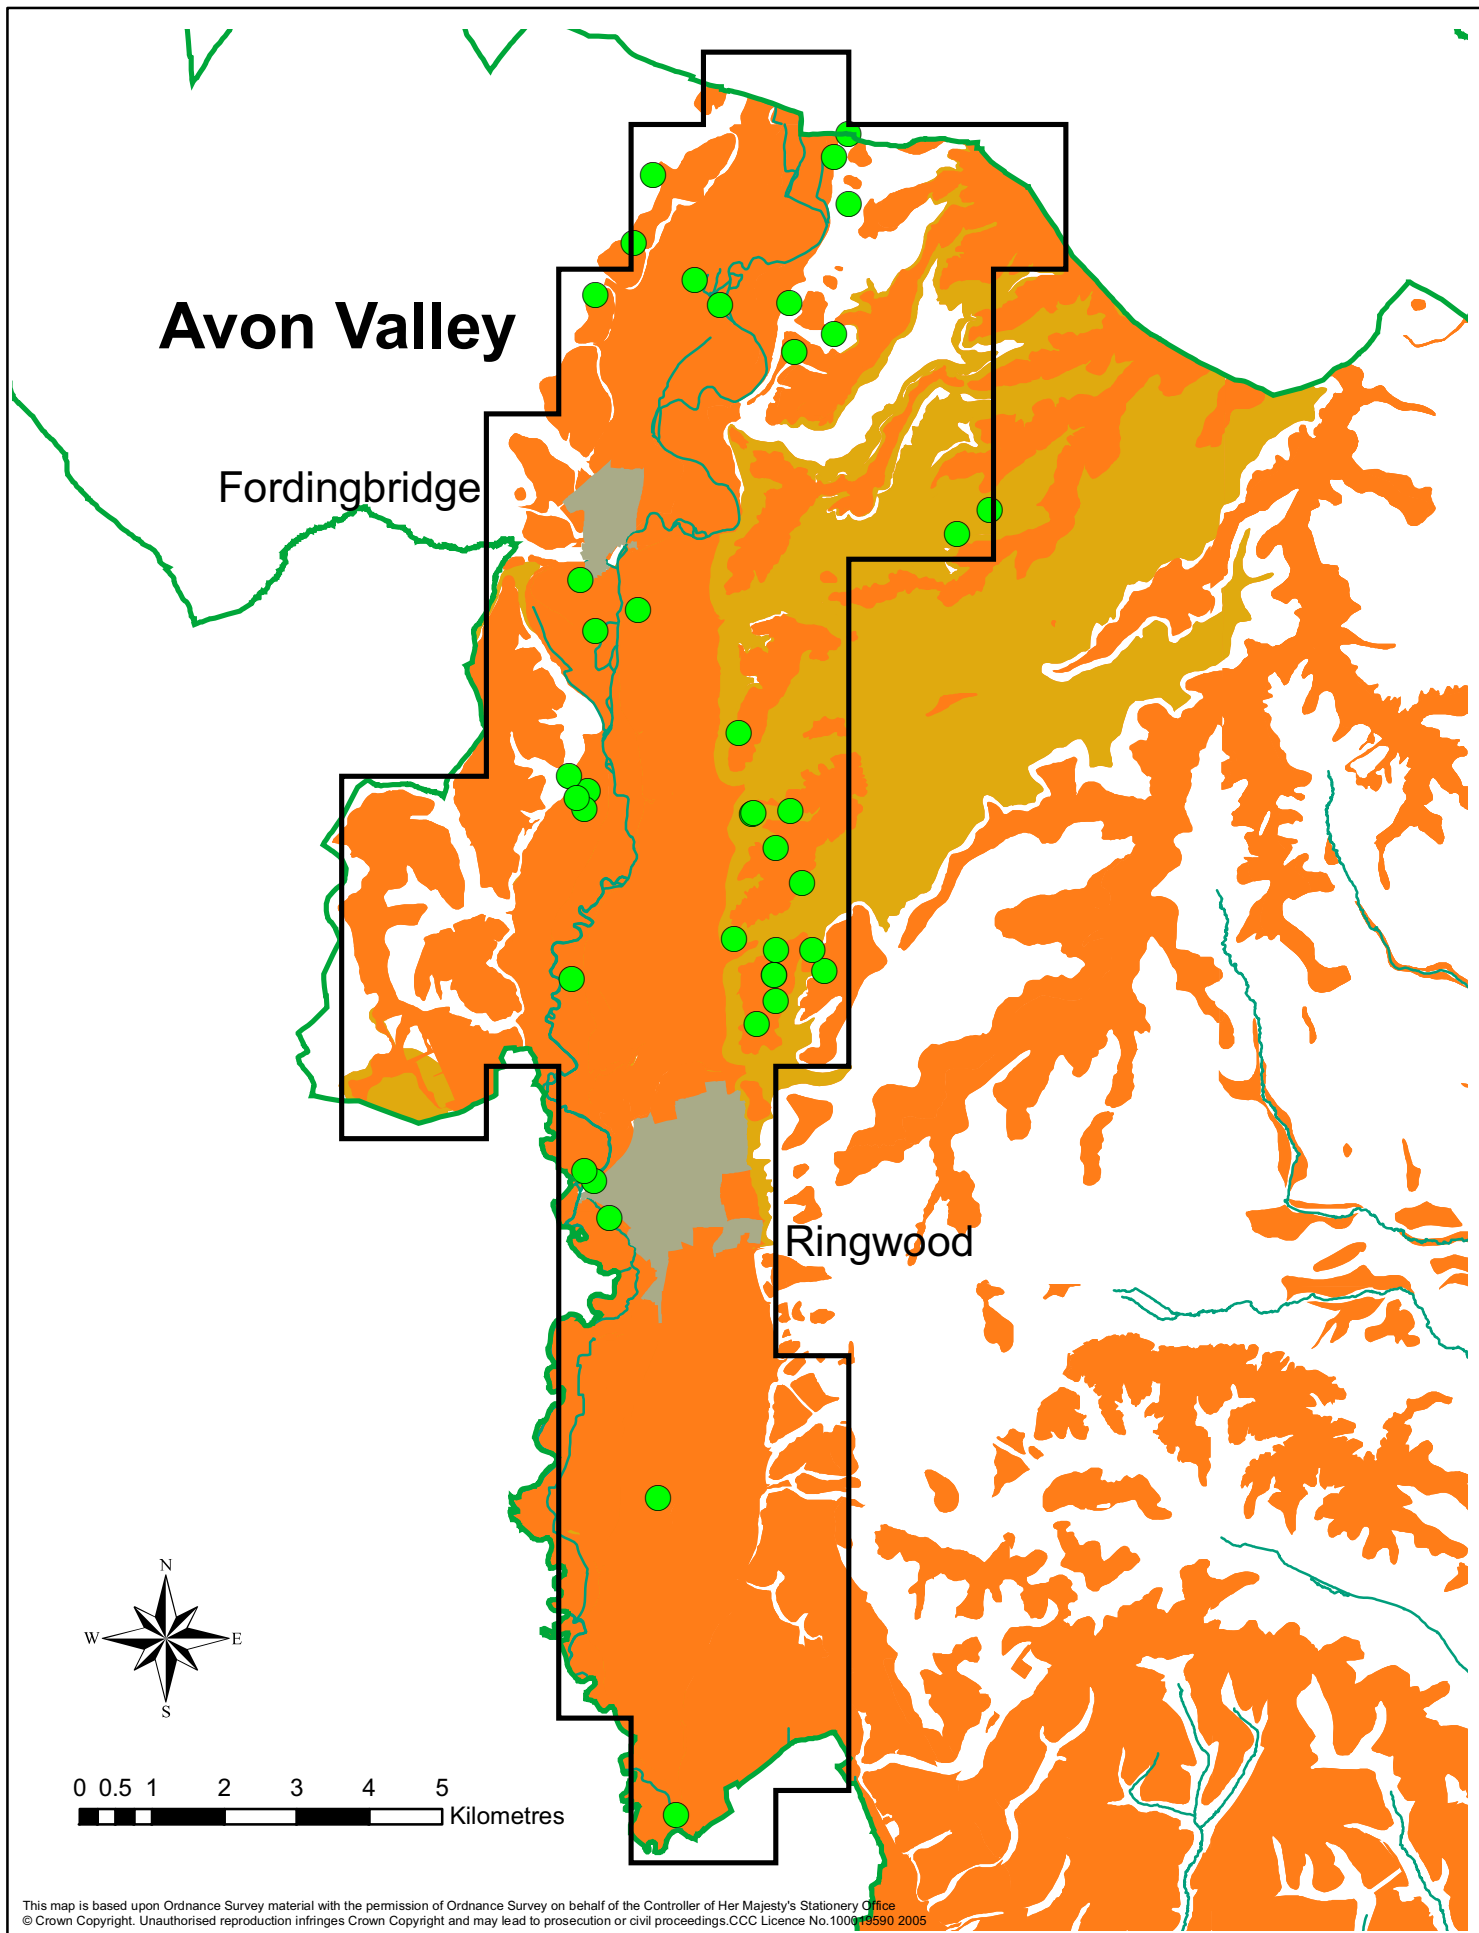 Avon Valley
Fordingbridge
Ringwood
N
W E
S
0 0.5 1 2 3 4 5
Kilometres
This map is based upon Ordnance Survey material with the permission of Ordnance Survey on behalf of the Controller of Her Majesty's Stationery Office
© Crown Copyright. Unauthorised reproduction infringes Crown Copyright and may lead to prosecution or civil proceedings.CCC Licence No.100019590 2005